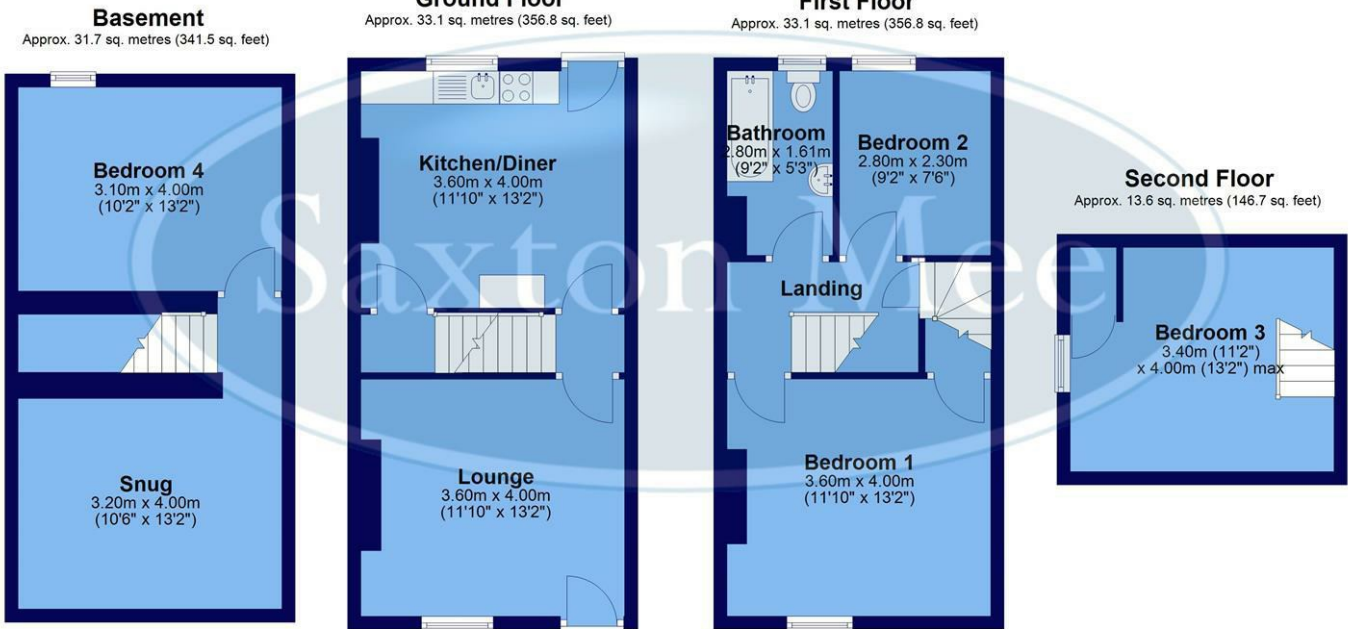 Basement
Approx. 31.7 sq. metres (341.5 sq. feet)
Bedroom 4
3.10m x 4.00m
(10'2" x 13'2")
Snug
3.20m x 4.00m
(10'6" x 13'2")
Ground Floor
Approx. 33.1 sq. metres (356.8 sq. feet)
Kitchen/Diner
3.60m x 4.00m
(11'10" x 13'2")
Lounge
3.60m x 4.00m
(11'10" x 13'2")
First Floor
Approx. 33.1 sq. metres (356.8 sq. feet)
Bathroom
2.80m x 1.61m
(9'2" x 5'3")
Bedroom 2
2.80m x 2.30m
(9'2" x 7'6")
Landing
Bedroom 1
3.60m x 4.00m
(11'10" x 13'2")
Second Floor
Approx. 13.6 sq. metres (146.7 sq. feet)
Bedroom 3
3.40m (11'2")
x 4.00m (13'2") max
Saxton Mee